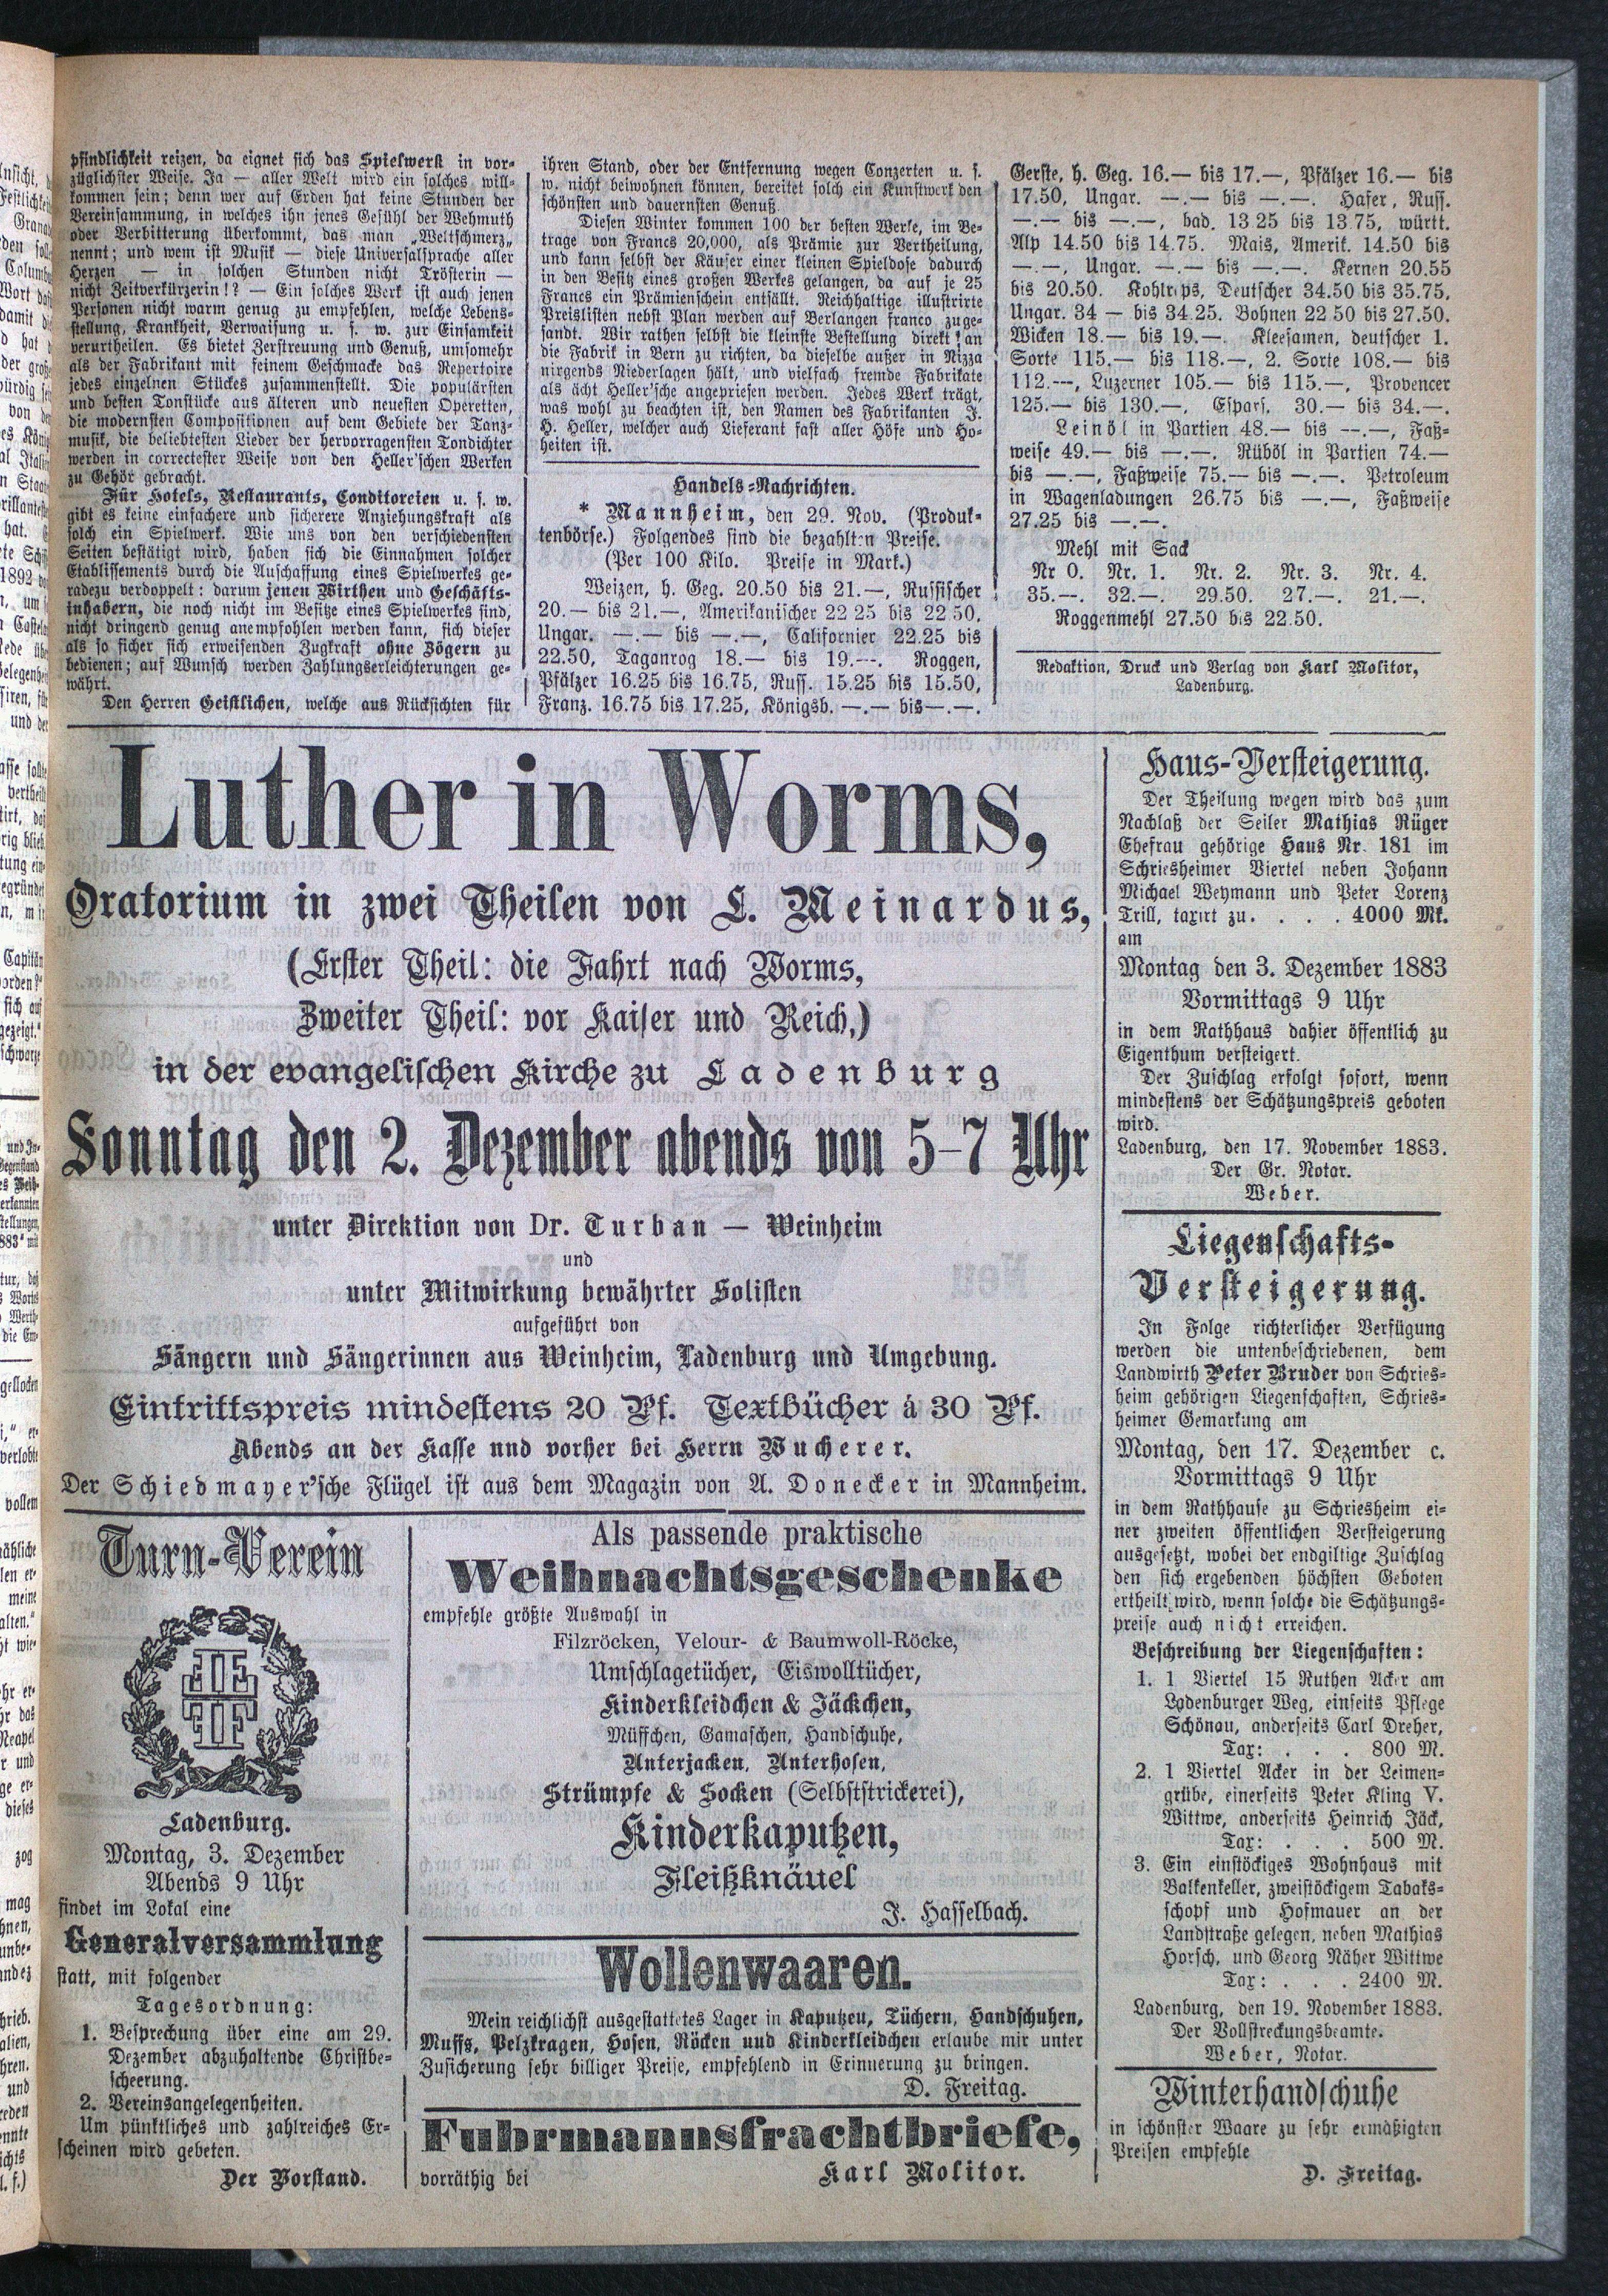 pfindlichkeit reizen, da eignet sich das Spielwerk in vor-
züglichster Weise. Ja — aller Welt wird ein solches will-
kommen sein; denn wer auf Erden hat keine Stunden der
Vereinsammung, in welches ihn jenes Gefühl der Wehmuth
oder Verbitterung überkommt, das man „Weltschmerz„
nennt; und wem ist Musik — diese Universalsprache aller
Herzen — in solchen Stunden nicht Trösterin —
nicht Zeitverkürzerin!? — Ein solches Werk ist auch jenen
Personen nicht warm genug zu empfehlen, welche Lebens-
stellung, Krankheit, Verwaisung u. s. w. zur Einsamkeit
verurtheilen. Es bietet Zerstreuung und Genuß, umsomehr
als der Fabrikant mit feinem Geschmacke das Repertoire
jedes einzelnen Stückes zusammenstellt. Die populärsten
und besten Tonstücke aus älteren und neuesten Operetten,
die modernsten Compositionen auf dem Gebiete der Tanz-
musik, die beliebtesten Lieder der hervorragensten Tondichter
werden in correctester Weise von den Heller'schen Werken
zu Gehör gebracht.
Für Hotels, Restaurants, Conditoreien u. s. w.
gibt es keine einfachere und sicherere Anziehungskraft als
solch ein Spielwerk. Wie uns von den verschiedensten
Seiten bestätigt wird, haben sich die Einnahmen solcher
Etablissements durch die Auschaffung eines Spielwerkes ge-
radezu verdoppelt: darum jenen Wirthen und Geschäfts-
inhabern, die noch nicht im Besitze eines Spielwerkes sind,
nicht dringend genug anempfohlen werden kann, sich dieser
als so sicher sich erweisenden Zugkraft ohne Zögern zu
bedienen; auf Wunsch werden Zahlungserleichterungen ge-
währt.
Den Herren Geistlichen, welche aus Rücksichten für
ihren Stand, oder der Entfernung wegen Conzerten u. s.
w. nicht beiwohnen können, bereitet solch ein Kunstwerk den
schönsten und dauernsten Genuß.
Diesen Winter kommen 100 der besten Werke, im Be-
trage von Francs 20,000, als Prämie zur Vertheilung,
und kann selbst der Käufer einer kleinen Spieldose dadurch
in den Besitz eines großen Werkes gelangen, da auf je 25
Francs ein Prämienschein entfällt. Reichhaltige illustrirte
Preislisten nebst Plan werden auf Verlangen franco zuge-
sandt. Wir rathen selbst die kleinste Bestellung direkt an
die Fabrik in Bern zu richten, da dieselbe außer in Nizza
nirgends Niederlagen hält, und vielfach fremde Fabrikate
als ächt Heller'sche angepriesen werden. Jedes Werk trägt,
was wohl zu beachten ist, den Namen des Fabrikanten J.
H. Heller, welcher auch Lieferant fast aller Höfe und Ho-
heiten ist.
Handels-Nachrichten.
* Mannheim, den 29. Nov. (Produk-
tenbörse.) Folgendes sind die bezahlten Preise.
(Per 100 Kilo. Preise in Mark.)
Weizen, h. Geg. 20.50 bis 21.—, Russischer
20.— bis 21.—, Amerikanischer 22 25 bis 22 50,
Ungar. —.— bis —.—, Californier 22.25 bis
22.50, Taganrog 18.— bis 19.—. Roggen,
Pfälzer 16.25 bis 16.75, Russ. 15.25 bis 15.50,
Franz. 16.75 bis 17.25, Königsb. —.— bis —.—.
Gerste, h. Geg. 16.— bis 17.—, Pfälzer 16.— bis
17.50, Ungar. —.— bis —.—. Hafer, Russ.
—.— bis —.—, bad. 13.25 bis 13.75, württ.
Alp 14.50 bis 14.75. Mais, Amerik. 14.50 bis
—.—, Ungar. —.— bis —.—. Kernen 20.55
bis 20.50. Kohlreps, Deutscher 34.50 bis 35.75,
Ungar. 34 — bis 34.25. Bohnen 22 50 bis 27.50.
Wicken 18.— bis 19.—. Kleesamen, deutscher 1.
Sorte 115.— bis 118.—, 2. Sorte 108.— bis
112.—, Luzerner 105.— bis 115.—, Provencer
125.— bis 130.—. Espars. 30.— bis 34.—.
Leinöl in Partien 48.— bis —.—, Faß-
weise 49.— bis —.—. Rüböl in Partien 74.—
bis —.—, Faßweise 75.— bis —.—. Petroleum
in Wagenladungen 26.75 bis —.—, Faßweise
27.25 bis —.—.
Mehl mit Sack
Nr 0. Nr. 1. Nr. 2. Nr. 3. Nr. 4.
35.—. 32.—. 29.50. 27.—. 21.—.
Roggenmehl 27.50 bis 22.50.
Redaktion, Druck und Verlag von Karl Molitor,
Ladenburg.
Luther in Worms,
Oratorium in zwei Theilen von L. Meinardus,
(Erster Theil: die Fahrt nach Worms,
Zweiter Theil: vor Kaiser und Reich,)
in der evangelischen Kirche zu Ladenburg
Sonntag den 2. Dezember abends von 5-7 Uhr
unter Direktion von Dr. Turban — Weinheim
und
unter Mitwirkung bewährter Solisten
aufgeführt von
Sängern und Sängerinnen aus Weinheim, Ladenburg und Umgebung.
Eintrittspreis mindestens 20 Pf. Textbücher á 30 Pf.
Abends an der Kasse und vorher bei Herrn Wucherer.
Der Schiedmayer'sche Flügel ist aus dem Magazin von A. Donecker in Mannheim.
Turn-Verein
Ladenburg.
Montag, 3. Dezember
Abends 9 Uhr
findet im Lokal eine
Generalversammlung
statt, mit folgender
Tagesordnung:
1. Besprechung über eine am 29.
Dezember abzuhaltende Christbe-
scheerung.
2. Vereinsangelegenheiten.
Um pünktliches und zahlreiches Er-
scheinen wird gebeten.
Der Vorstand.
Als passende praktische
Weihnachtsgeschenke
empfehle größte Auswahl in
Filzröcken, Velour- & Baumwoll-Röcke,
Umschlagetücher, Eiswolltücher,
Kinderkleidchen & Jäckchen,
Müffchen, Gamaschen, Handschuhe,
Unterjacken, Unterhosen,
Strümpfe & Socken (Selbststrickerei),
Kinderkaputzen,
Fleißknäuel
J. Hasselbach.
Wollenwaaren.
Mein reichlichst ausgestattetes Lager in Kaputzen, Tüchern, Handschuhen,
Muffs, Pelzkragen, Hosen, Röcken und Kinderkleidchen erlaube mir unter
Zusicherung sehr billiger Preise, empfehlend in Erinnerung zu bringen.
D. Freitag.
Fuhrmannsfrachtbriefe,
vorräthig bei Karl Molitor.
Haus-Versteigerung.
Der Theilung wegen wird das zum
Nachlaß der Seiler Mathias Rüger
Ehefrau gehörige Haus Nr. 181 im
Schriesheimer Viertel neben Johann
Michael Weymann und Peter Lorenz
Trill, taxirt zu. . . . 4000 Mk.
am
Montag den 3. Dezember 1883
Vormittags 9 Uhr
in dem Rathhaus dahier öffentlich zu
Eigenthum versteigert.
Der Zuschlag erfolgt sofort, wenn
mindestens der Schätzungspreis geboten
wird.
Ladenburg, den 17. November 1883.
Der Gr. Notar.
Weber.
Liegenschafts-
Versteigerung.
In Folge richterlicher Verfügung
werden die untenbeschriebenen, dem
Landwirth Peter Bruder von Schries-
heim gehörigen Liegenschaften, Schries-
heimer Gemarkung am
Montag, den 17. Dezember c.
Vormittags 9 Uhr
in dem Rathhause zu Schriesheim ei-
ner zweiten öffentlichen Versteigerung
ausgesetzt, wobei der endgiltige Zuschlag
den sich ergebenden höchsten Geboten
ertheilt wird, wenn solche die Schätzungs-
preise auch nicht erreichen.
Beschreibung der Liegenschaften:
1. 1 Viertel 15 Ruthen Acker am
Ladenburger Weg, einseits Pflege
Schönau, anderseits Carl Dreher,
Tax: . . . 800 M.
2. 1 Viertel Acker in der Leimen-
grübe, einerseits Peter Kling V.
Wittwe, anderseits Heinrich Jäck,
Tax: . . . 500 M.
3. Ein einstöckiges Wohnhaus mit
Balkenkeller, zweistöckigem Tabaks-
schopf und Hofmauer an der
Landstraße gelegen, neben Mathias
Horsch, und Georg Näher Wittwe
Tax: . . . 2400 M.
Ladenburg, den 19. November 1883.
Der Vollstreckungsbeamte.
Weber, Notar.
Winterhandschuhe
in schönster Waare zu sehr ermäßigten
Preisen empfehle
D. Freitag.